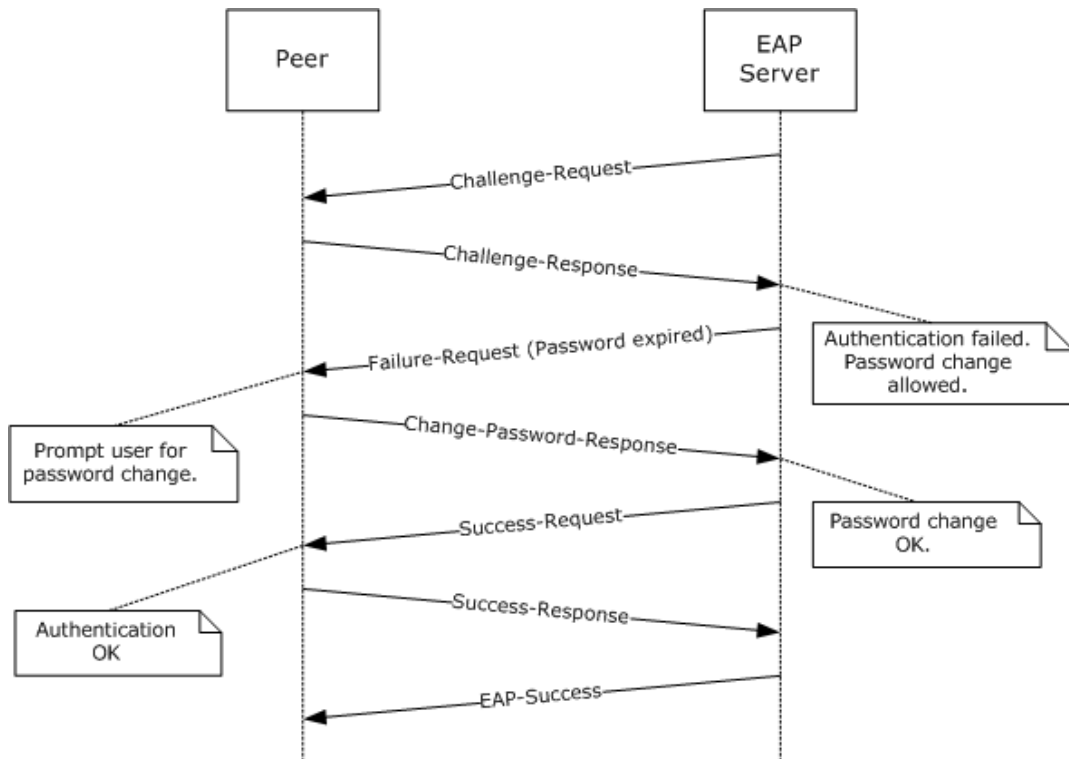 Peer
EAP
Server
Challenge-Request
Challenge-Response
Authentication failed.
Password change
allowed.
Failure-Request (Password expired)
Prompt user for
password change.
Change-Password-Response
Password change
OK.
Success-Request
Authentication
OK
Success-Response
EAP-Success